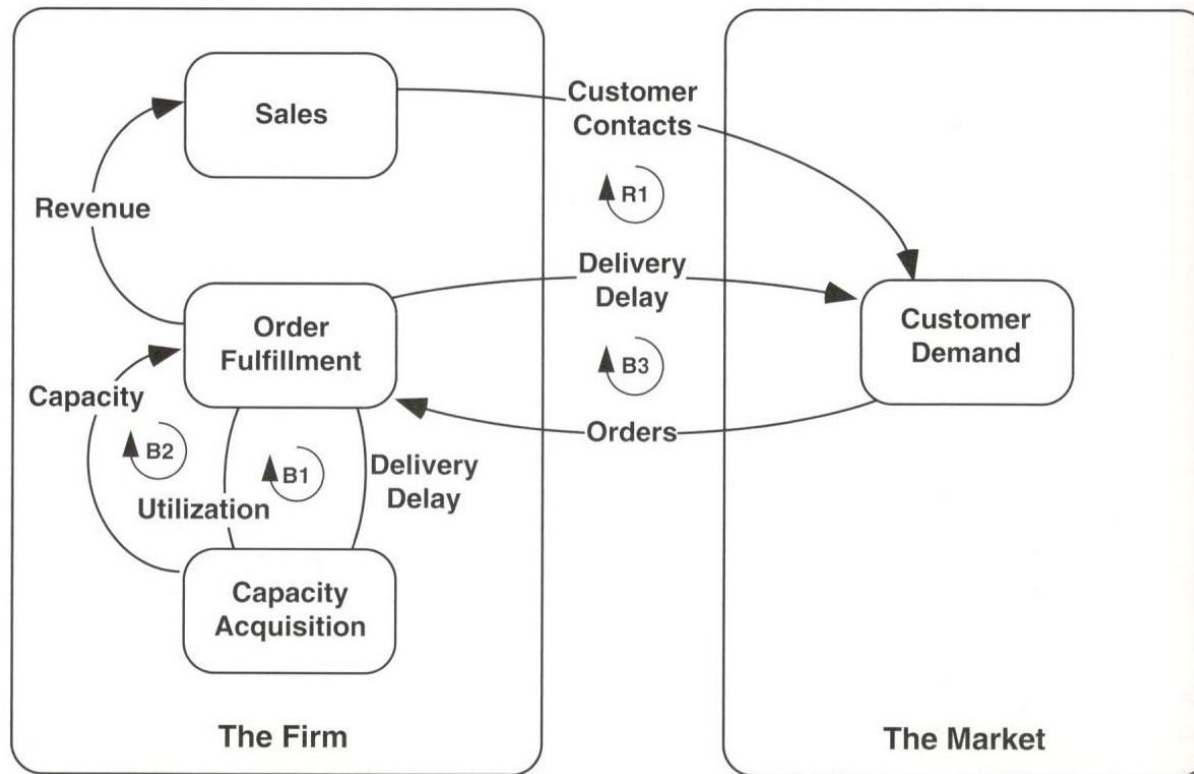 Sales
Customer
Contacts
R1
Revenue
Delivery
Delay
Order
Fulfillment
Customer
Demand
B3
Capacity
Orders
B2
B1
Delivery
Delay
Utilization
Capacity
Acquisition
The Firm
The Market